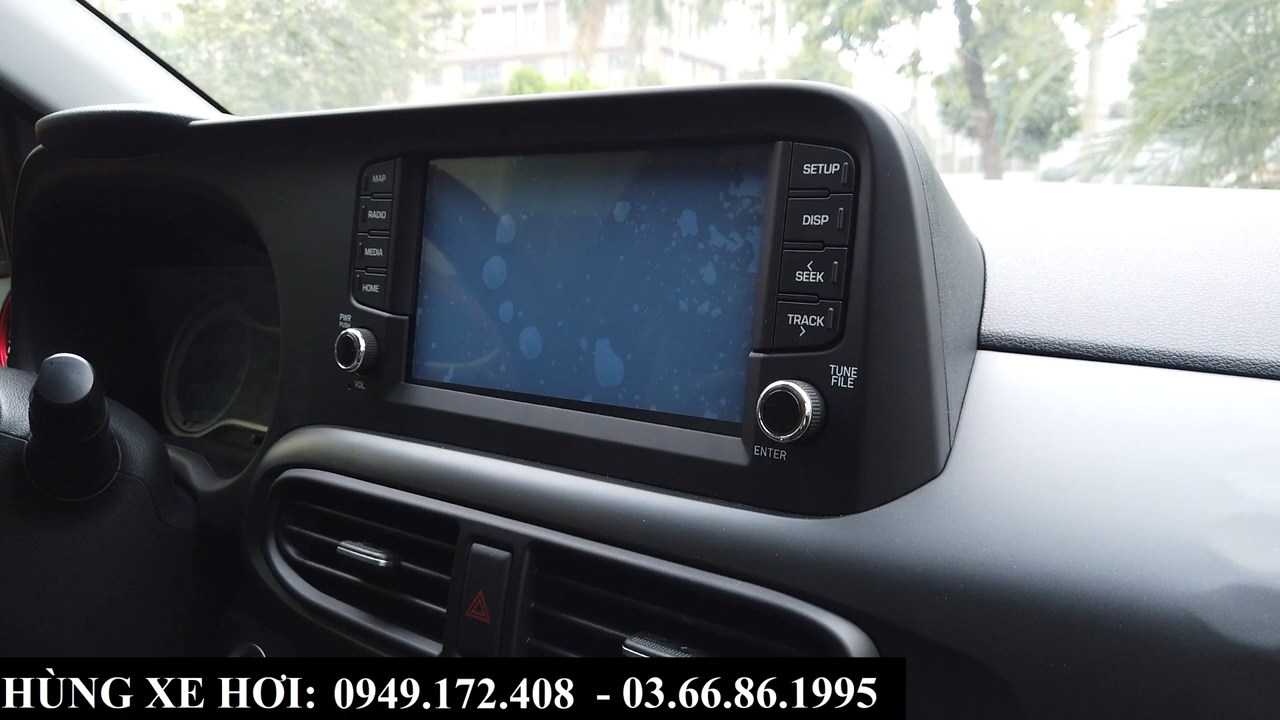 MAP
RADIO
MEDIA
HOME
PWR
PUSH
VOL
SETUP
DISP
SEEK
TRACK
TUNE
FILE
ENTER
HÙNG XE HƠI: 0949.172.408 - 03.66.86.1995